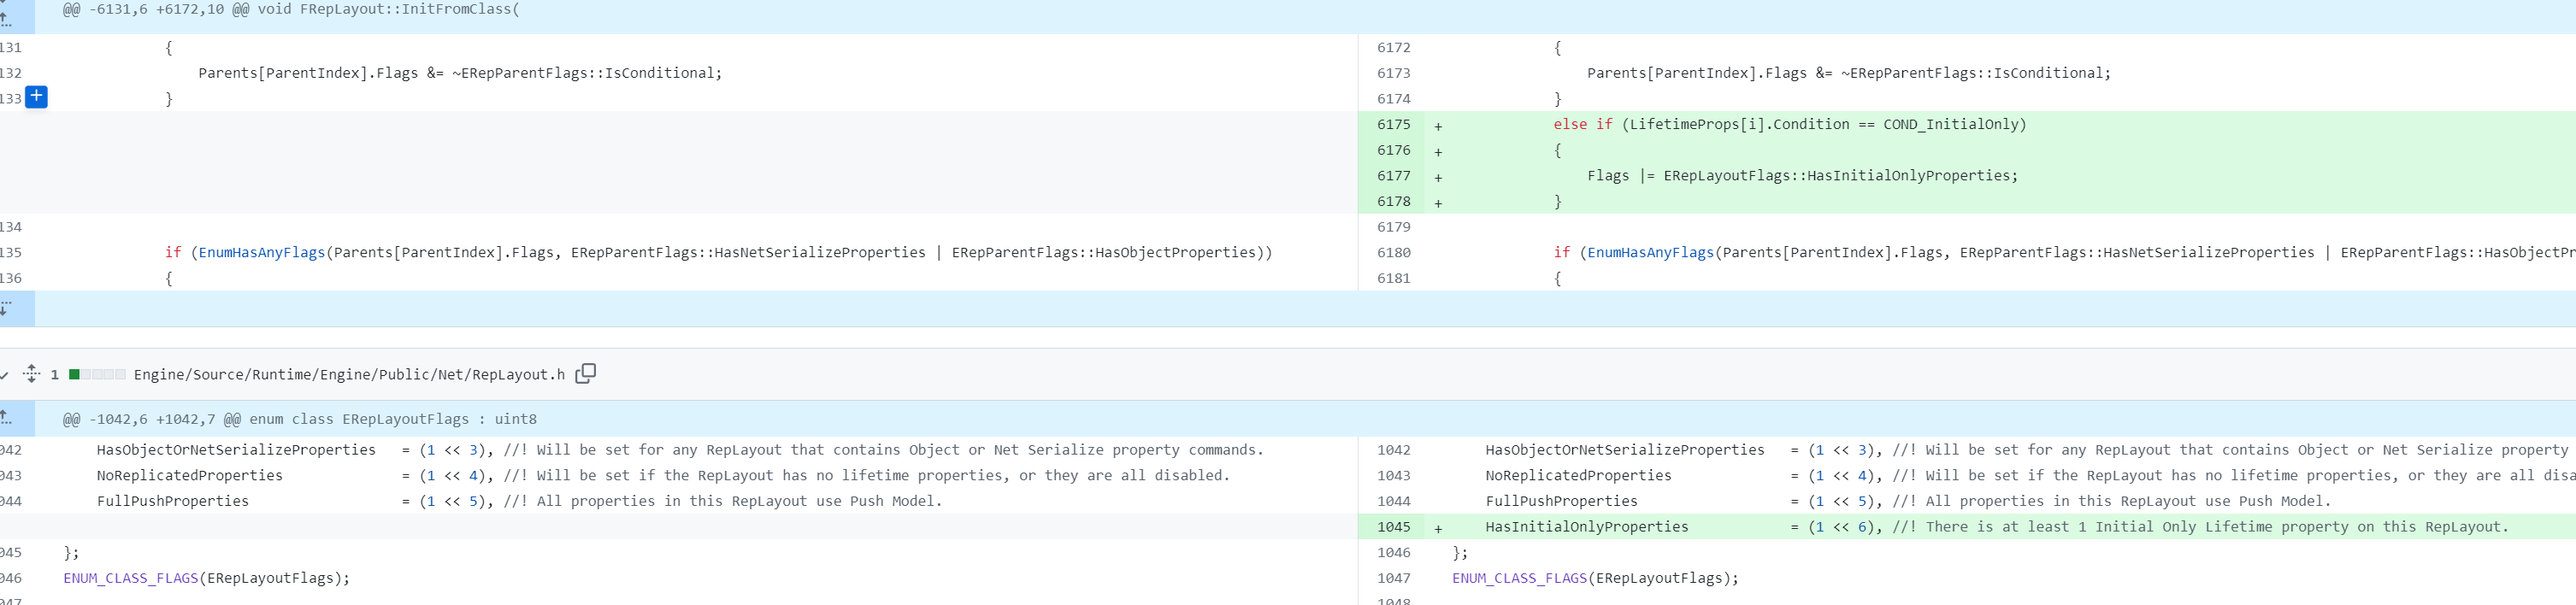 @@ -6131,6 +6172,10 @@ void FRepLayout::InitFromClass(
131 { 6172 {
132 Parents[ParentIndex].Flags &= ~ERepParentFlags::IsConditional; 6173 Parents[ParentIndex].Flags &= ~ERepParentFlags::IsConditional;
133 + } 6174 }
6175 + else if (LifetimeProps[i].Condition == COND_InitialOnly)
6176 + {
6177 + Flags |= ERepLayoutFlags::HasInitialOnlyProperties;
6178 + }
134 6179
135 if (EnumHasAnyFlags(Parents[ParentIndex].Flags, ERepParentFlags::HasNetSerializeProperties | ERepParentFlags::HasObjectProperties)) 6180 if (EnumHasAnyFlags(Parents[ParentIndex].Flags, ERepParentFlags::HasNetSerializeProperties | ERepParentFlags::HasObjectPr
136 { 6181 {
1 Engine/Source/Runtime/Engine/Public/Net/RepLayout.h
@@ -1042,6 +1042,7 @@ enum class ERepLayoutFlags : uint8
042 HasObjectOrNetSerializeProperties = (1 << 3), //! Will be set for any RepLayout that contains Object or Net Serialize property commands. 1042 HasObjectOrNetSerializeProperties = (1 << 3), //! Will be set for any RepLayout that contains Object or Net Serialize property
043 NoReplicatedProperties = (1 << 4), //! Will be set if the RepLayout has no lifetime properties, or they are all disabled. 1043 NoReplicatedProperties = (1 << 4), //! Will be set if the RepLayout has no lifetime properties, or they are all disa
044 FullPushProperties = (1 << 5), //! All properties in this RepLayout use Push Model. 1044 FullPushProperties = (1 << 5), //! All properties in this RepLayout use Push Model.
1045 + HasInitialOnlyProperties = (1 << 6), //! There is at least 1 Initial Only Lifetime property on this RepLayout.
045 }; 1046 };
046 ENUM_CLASS_FLAGS(ERepLayoutFlags); 1047 ENUM_CLASS_FLAGS(ERepLayoutFlags);
047 1048